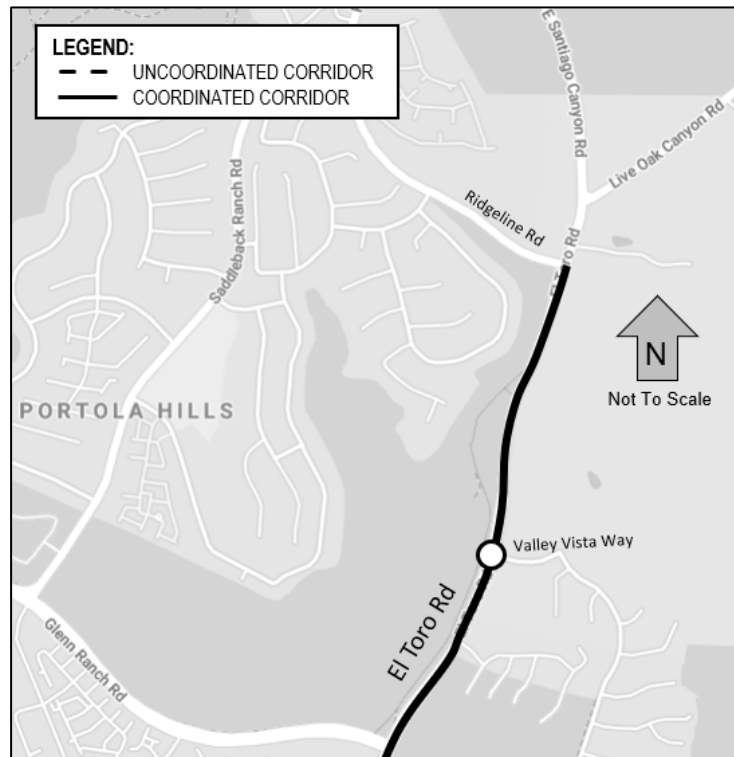 LEGEND:
UNCOORDINATED CORRIDOR
COORDINATED CORRIDOR
E Santiago Canyon Rd
Live Oak Canyon Rd
Saddleback Ranch Rd
Ridgeline Rd
El Toro Rd
N
Not To Scale
PORTOLA HILLS
Valley Vista Way
El Toro Rd
Glenn Ranch Rd